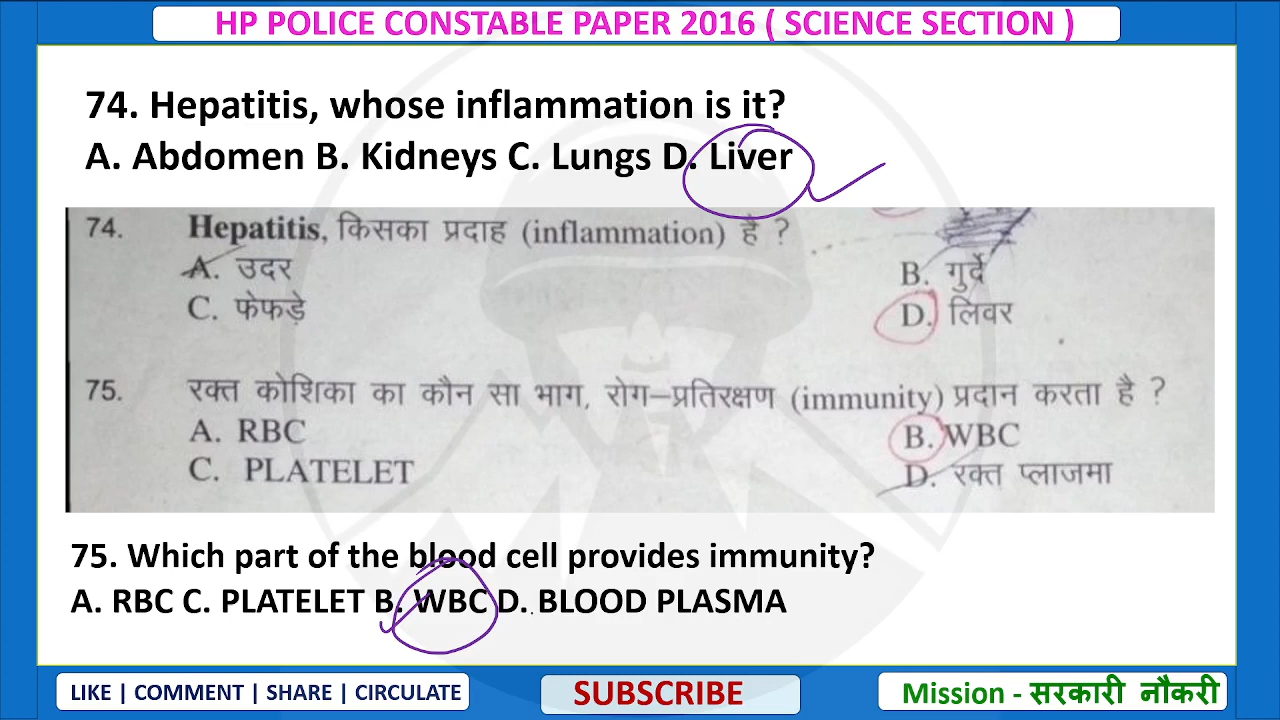 HP POLICE CONSTABLE PAPER 2016 ( SCIENCE SECTION )
74. Hepatitis, whose inflammation is it?
A. Abdomen B. Kidneys C. Lungs D. Liver
74. Hepatitis, किसका प्रदाह (inflammation) है ?
A. उदर B. गुर्दे
C. फेफड़े D. लिवर
75. रक्त कोशिका का कौन सा भाग, रोग–प्रतिरक्षण (immunity) प्रदान करता है ?
A. RBC B. WBC
C. PLATELET D. रक्त प्लाजमा
75. Which part of the blood cell provides immunity?
A. RBC C. PLATELET B. WBC D. BLOOD PLASMA
LIKE | COMMENT | SHARE | CIRCULATE SUBSCRIBE Mission - सरकारी नौकरी